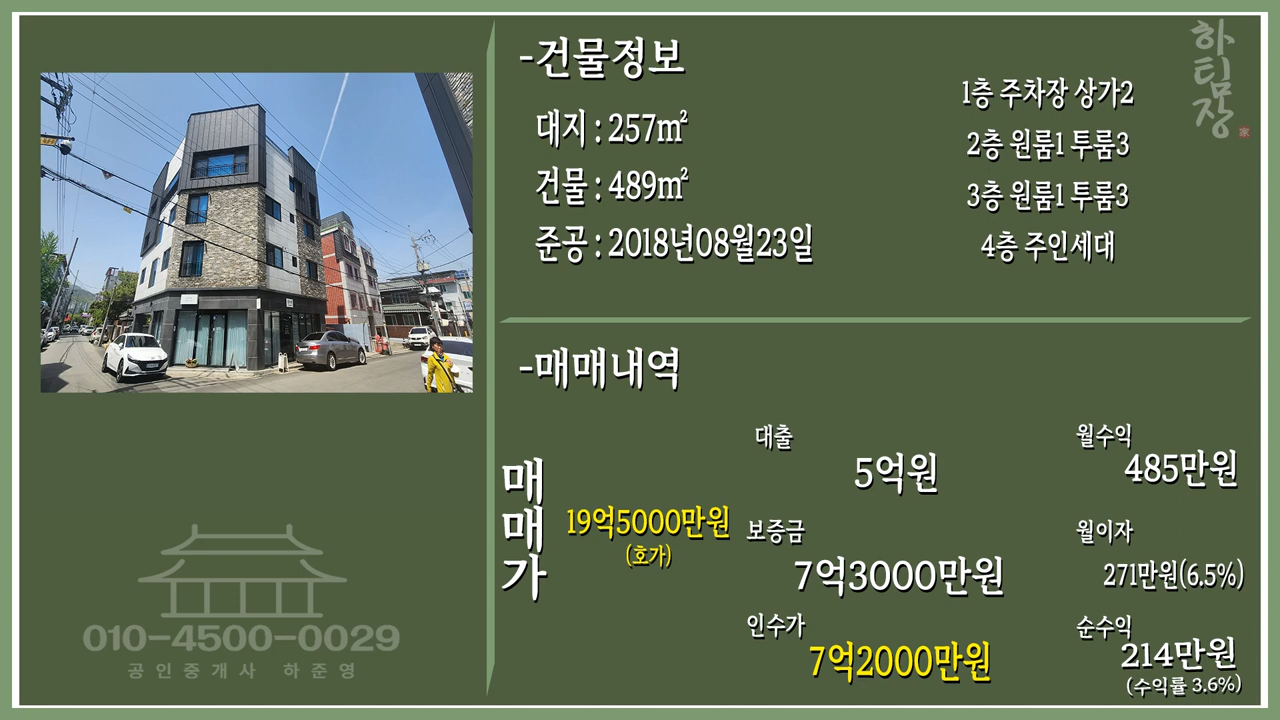 -건물정보
대지 : 257㎡
건물 : 489㎡
준공 : 2018년08월23일
1층 주차장 상가2
2층 원룸1 투룸3
3층 원룸1 투룸3
4층 주인세대
하팀장
家
-매매내역
매매가
19억5000만원
(호가)
대출
5억원
보증금
7억3000만원
인수가
7억2000만원
월수익
485만원
월이자
271만원(6.5%)
순수익
214만원
(수익률 3.6%)
010-4500-0029
공인중개사 하준영